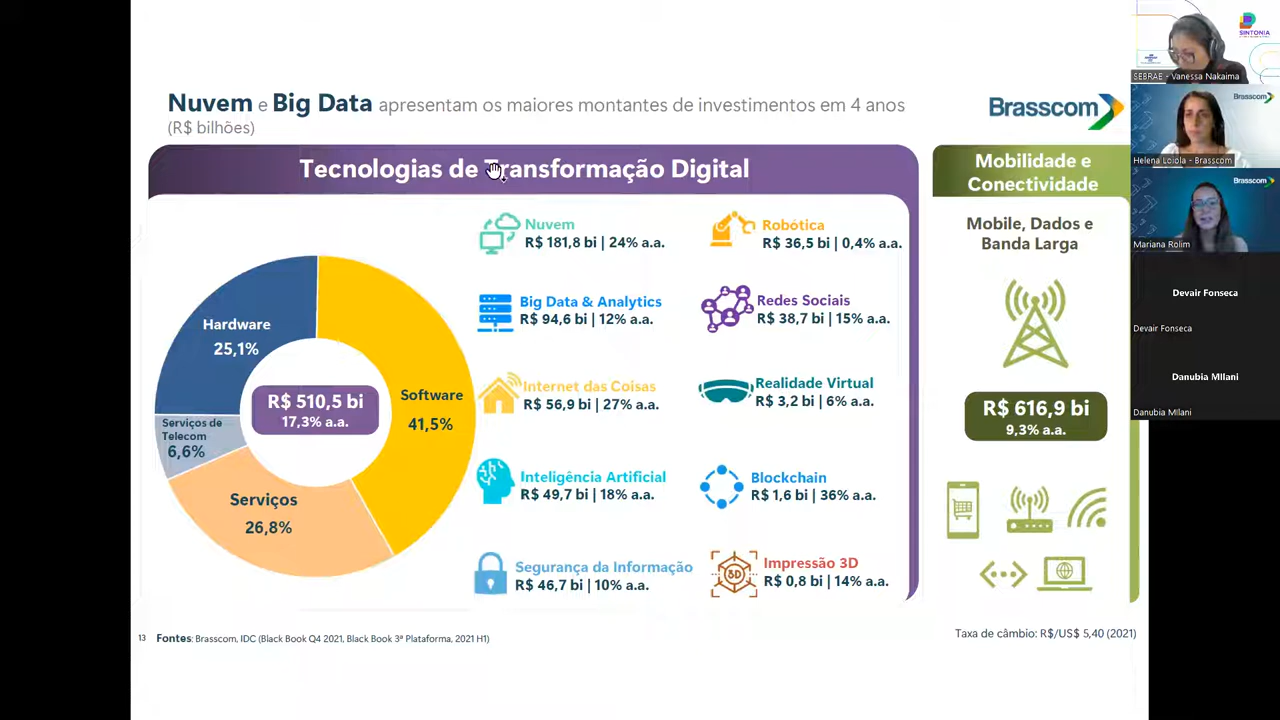 Nuvem e Big Data apresentam os maiores montantes de investimentos em 4 anos
(R$ bilhões)
Brasscom
Tecnologias de Transformação Digital
Hardware
25,1%
Software
41,5%
Serviços de
Telecom
6,6%
Serviços
26,8%
R$ 510,5 bi
17,3% a.a.
Nuvem
R$ 181,8 bi | 24% a.a.
Robótica
R$ 36,5 bi | 0,4% a.a.
Big Data & Analytics
R$ 94,6 bi | 12% a.a.
Redes Sociais
R$ 38,7 bi | 15% a.a.
Internet das Coisas
R$ 56,9 bi | 27% a.a.
Realidade Virtual
R$ 3,2 bi | 6% a.a.
Inteligência Artificial
R$ 49,7 bi | 18% a.a.
Blockchain
R$ 1,6 bi | 36% a.a.
Segurança da Informação
R$ 46,7 bi | 10% a.a.
3D
Impressão 3D
R$ 0,8 bi | 14% a.a.
Mobilidade e
Conectividade
Mobile, Dados e
Banda Larga
R$ 616,9 bi
9,3% a.a.
13 Fontes: Brasscom, IDC (Black Book Q4 2021, Black Book 3ª Plataforma, 2021 H1)
Taxa de câmbio: R$/US$ 5,40 (2021)
SINTONIA
SEBRAE - Vanessa Nakaima
Brasscom
Helena Loiola - Brasscom
Brasscom
Mariana Rolim
Devair Fonseca
Devair Fonseca
Danubia MIlani
Danubia MIlani